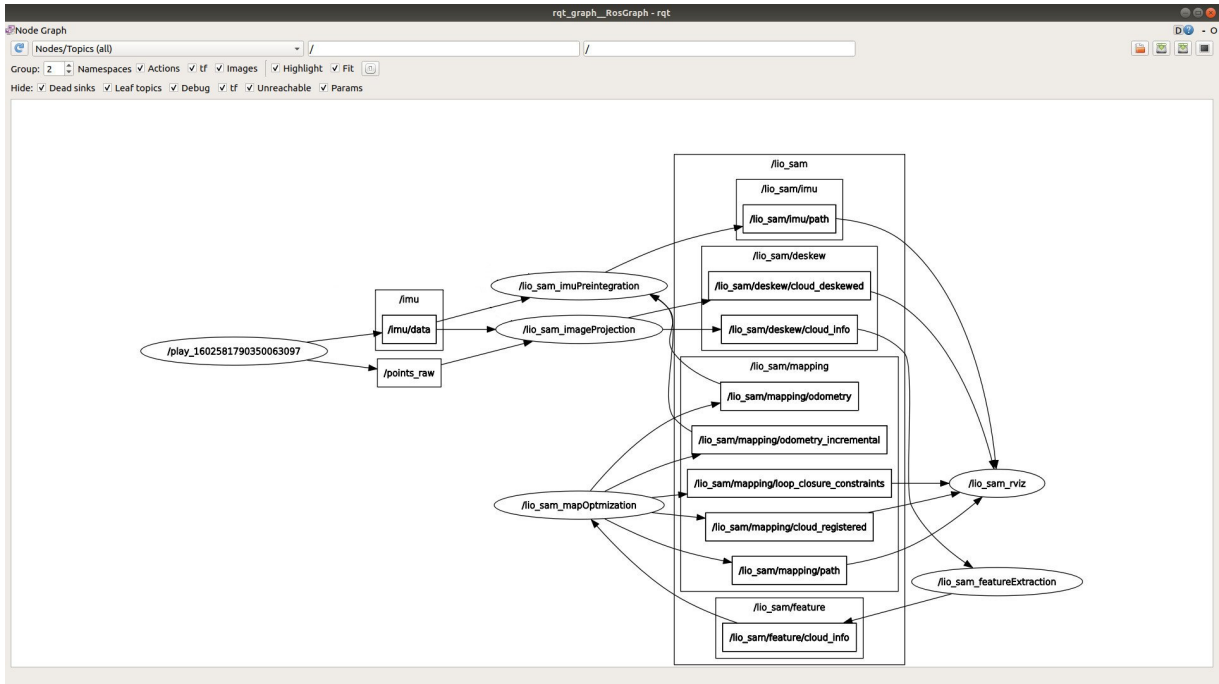 rqt_graph__RosGraph - rqt
Node Graph
D - O
Nodes/Topics (all) / /
Group: 2 Namespaces Actions tf Images Highlight Fit
Hide: Dead sinks Leaf topics Debug tf Unreachable Params
/lio_sam
/lio_sam/imu
/lio_sam/imu/path
/lio_sam/deskew
/lio_sam/deskew/cloud_deskewed
/lio_sam/deskew/cloud_info
/lio_sam_imuPreintegration
/lio_sam_imageProjection
/imu
/imu/data
/play_1602581790350063097
/points_raw
/lio_sam/mapping
/lio_sam/mapping/odometry
/lio_sam/mapping/odometry_incremental
/lio_sam/mapping/loop_closure_constraints
/lio_sam/mapping/cloud_registered
/lio_sam/mapping/path
/lio_sam_mapOptmization
/lio_sam_rviz
/lio_sam_featureExtraction
/lio_sam/feature
/lio_sam/feature/cloud_info